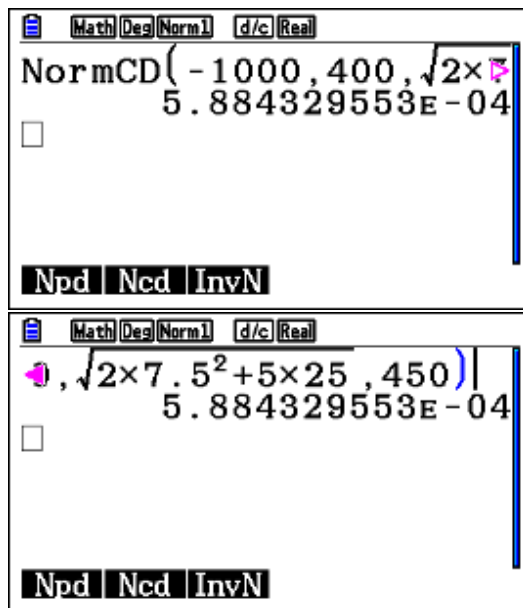 Math Deg Norm1 d/c Real
NormCD(-1000,400,√2×
5.884329553E-04
Npd Ncd InvN
Math Deg Norm1 d/c Real
,√2×7.5²+5×25,450)
5.884329553E-04
Npd Ncd InvN